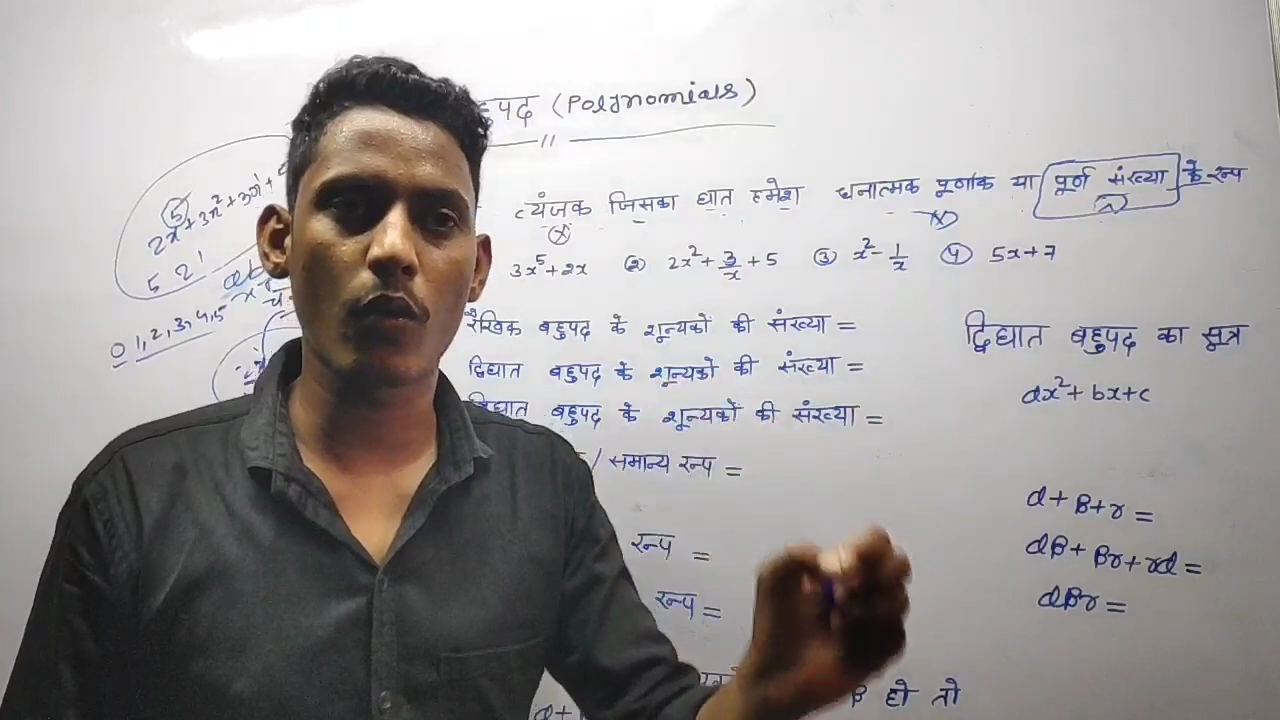 बहुपद (Polynomials)
व्यंजक जिसका घात हमेश धनात्मक पूर्णांक या पूर्ण संख्या के रूप
3x⁵+2x ② 2x²+3/x+5 ③ x²-1/x ④ 5x+7
2x⁵+3x²+3x¹+
5 2 1
0 1,2,3,4,5
रैखिक बहुपद के शून्यकों की संख्या =
द्विघात बहुपद के शून्यकों की संख्या =
त्रिघात बहुपद के शून्यकों की संख्या =
/ समान्य रूप =
रूप =
रूप =
द्विघात बहुपद का सूत्र
ax²+bx+c
α+β+γ=
αβ+βγ+γα=
αβγ=
β हो तो
α+